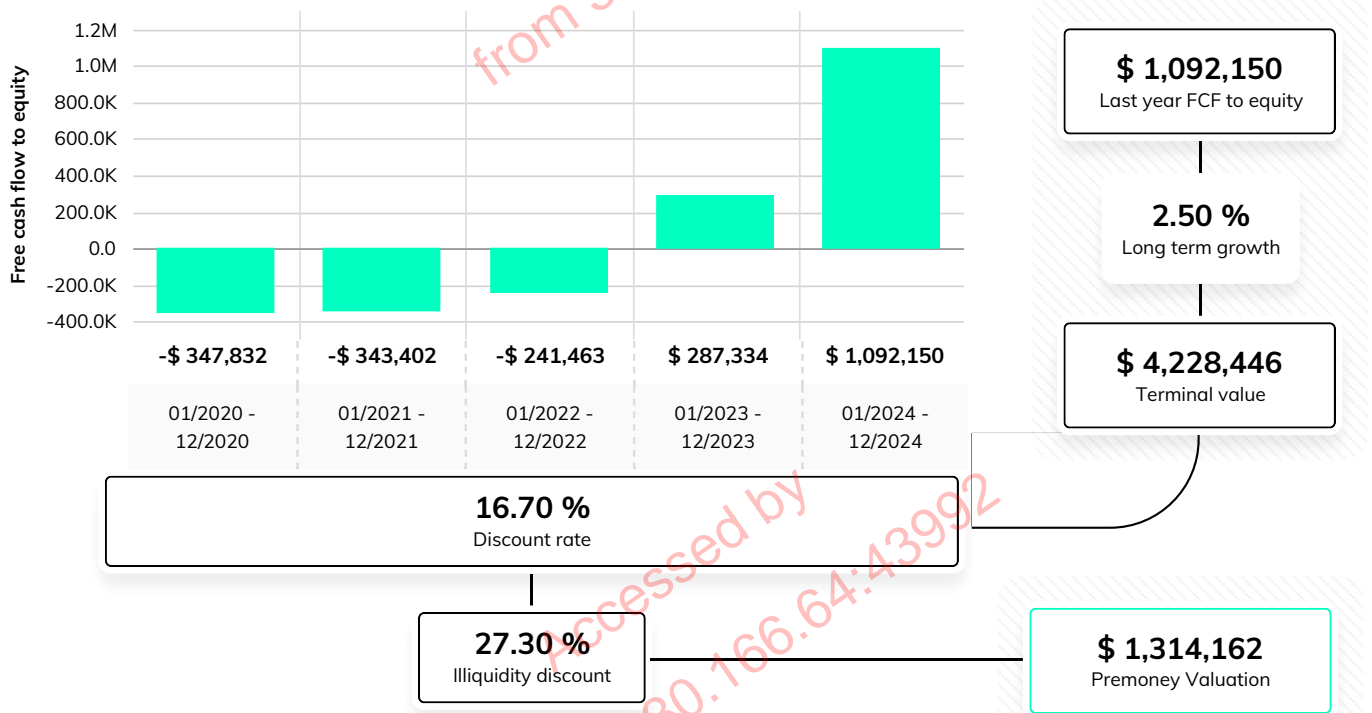 Free cash flow to equity
1.2M
1.0M
800.0K
600.0K
400.0K
200.0K
0.0
-200.0K
-400.0K
-$ 347,832
-$ 343,402
-$ 241,463
$ 287,334
$ 1,092,150
01/2020 -
12/2020
01/2021 -
12/2021
01/2022 -
12/2022
01/2023 -
12/2023
01/2024 -
12/2024
$ 1,092,150
Last year FCF to equity
2.50 %
Long term growth
$ 4,228,446
Terminal value
16.70 %
Discount rate
27.30 %
Illiquidity discount
$ 1,314,162
Premoney Valuation
from
Accessed by
30.166.64:43992